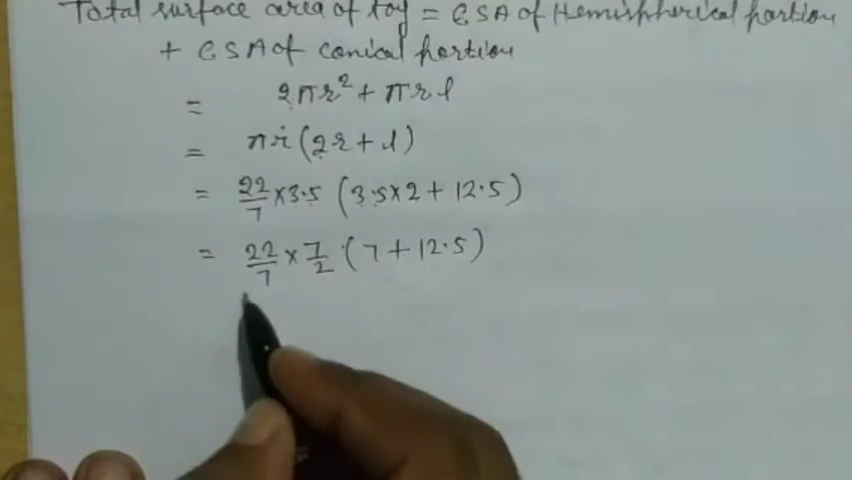 Total surface area of toy = CSA of Hemispherical portion
+ CSA of conical portion
= 2πr² + πrl
= πr(2r + l)
= 22/7 × 3.5 (3.5×2 + 12.5)
= 22/7 × 7/2 (7 + 12.5)